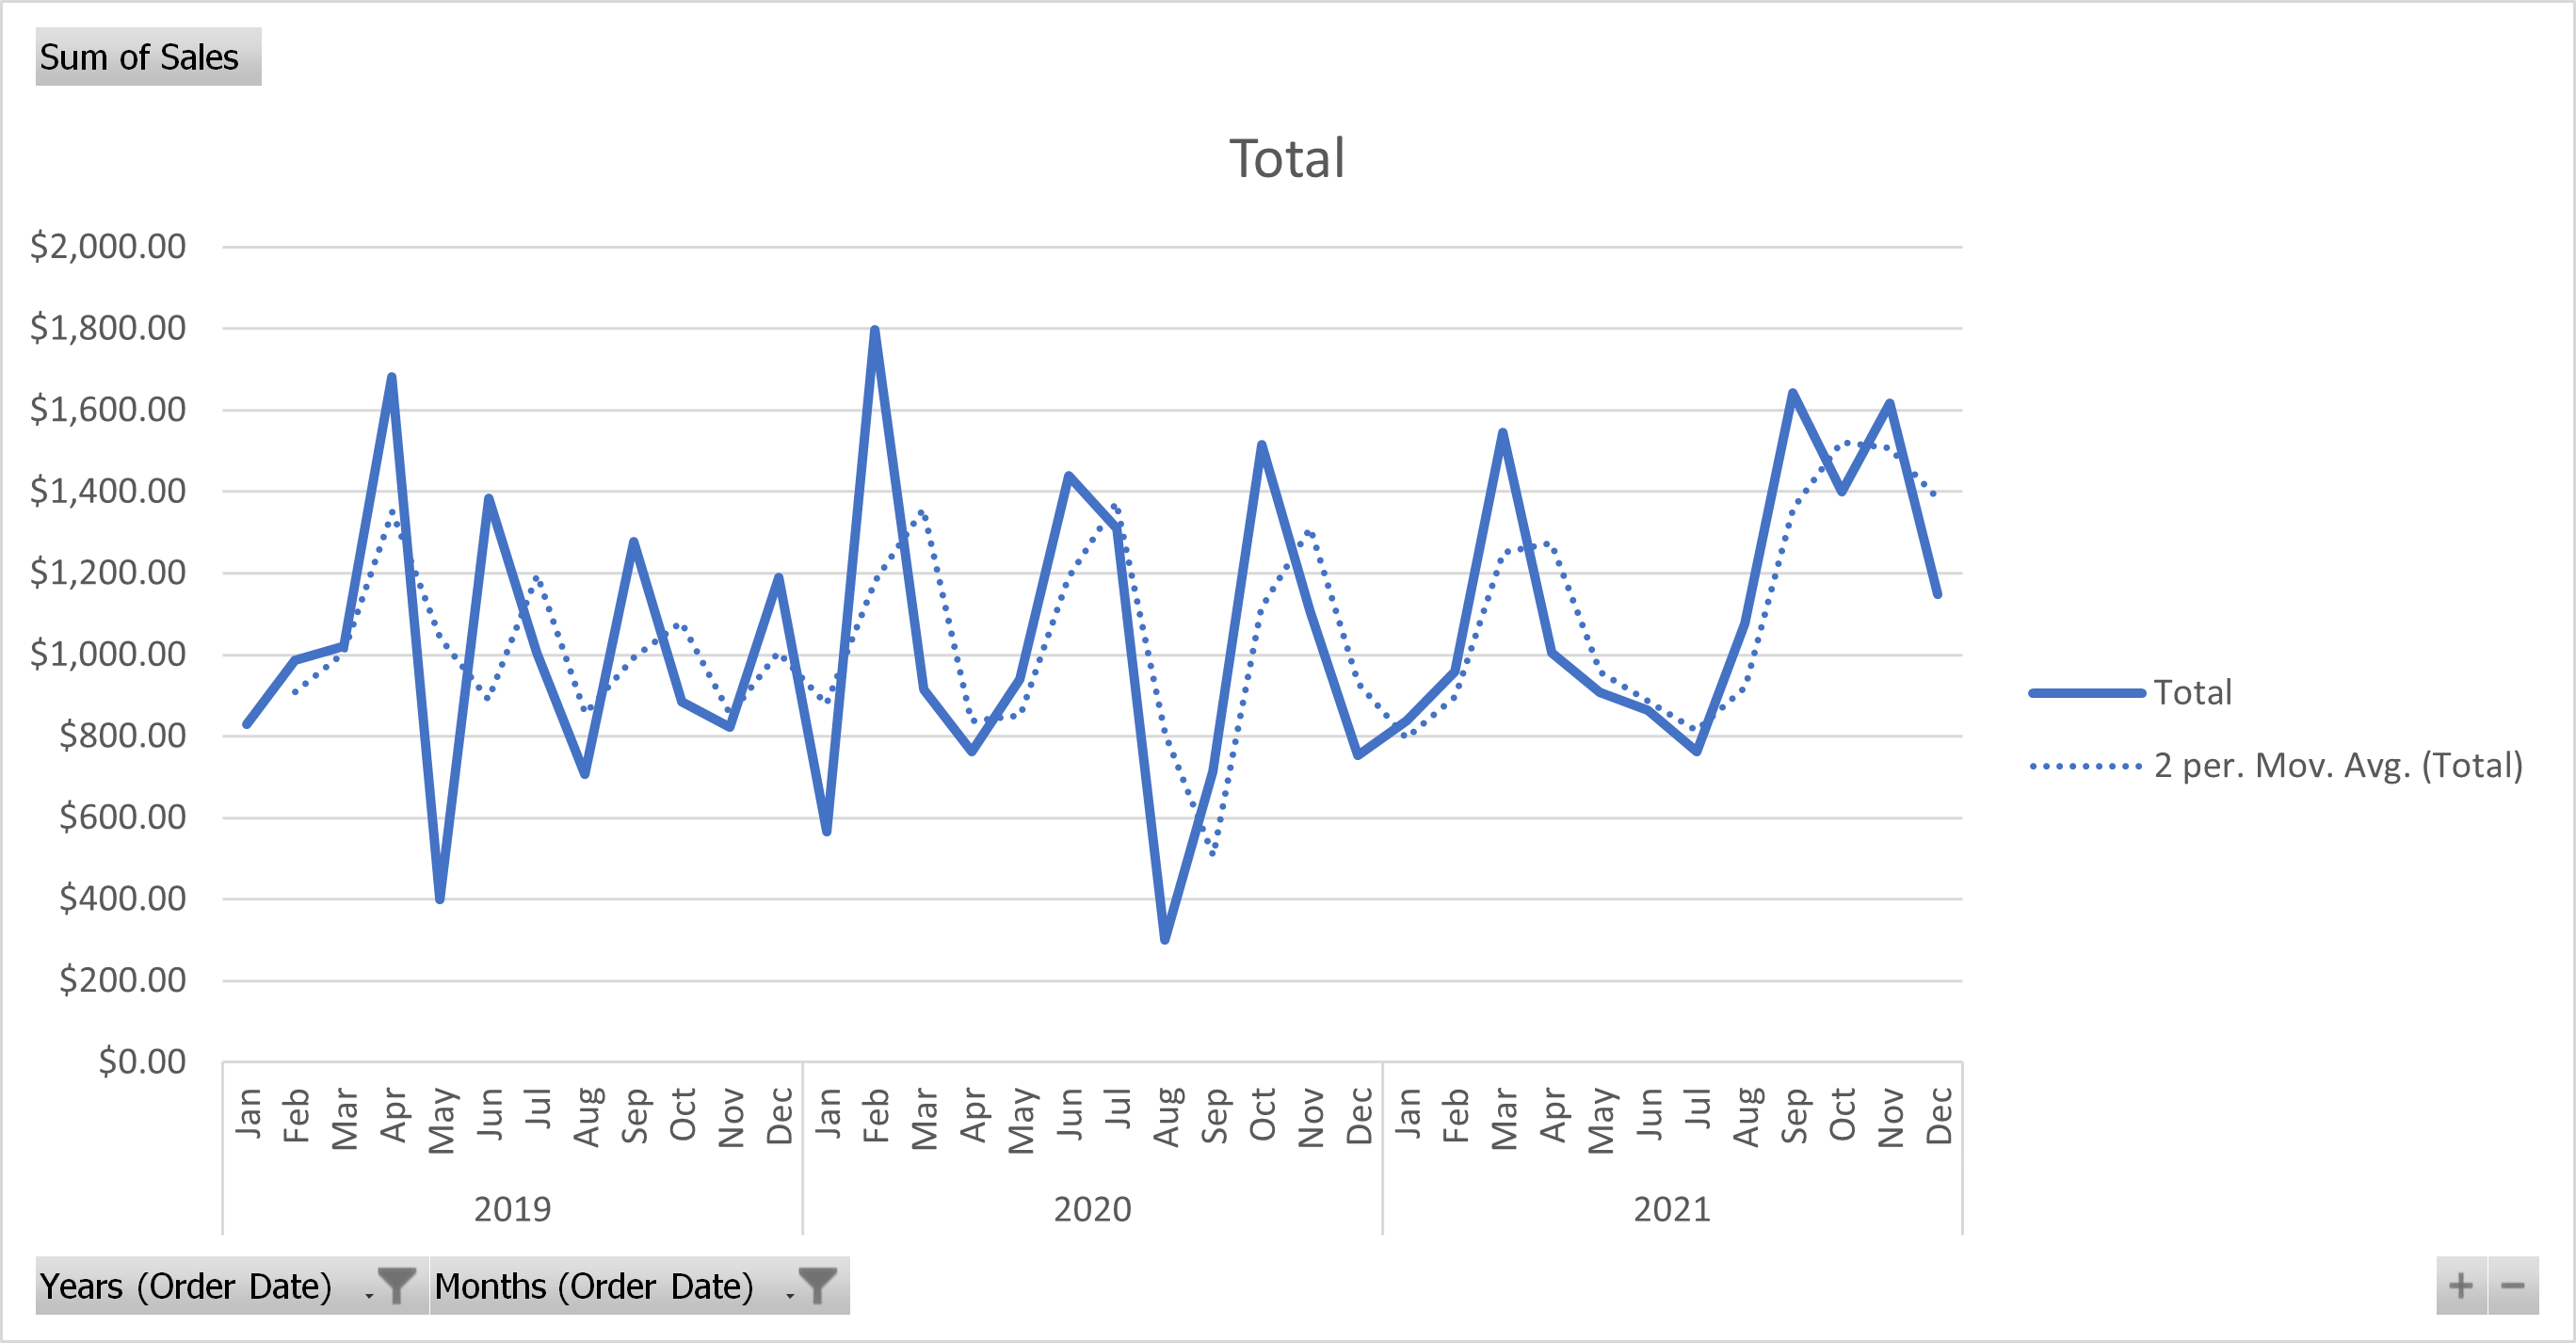 Sum of Sales
Total
$2,000.00
$1,800.00
$1,600.00
$1,400.00
$1,200.00
$1,000.00
$800.00
$600.00
$400.00
$200.00
$0.00
Total
2 per. Mov. Avg. (Total)
Jan Feb Mar Apr May Jun Jul Aug Sep Oct Nov Dec Jan Feb Mar Apr May Jun Jul Aug Sep Oct Nov Dec Jan Feb Mar Apr May Jun Jul Aug Sep Oct Nov Dec
2019 2020 2021
Years (Order Date) Months (Order Date)
+ −